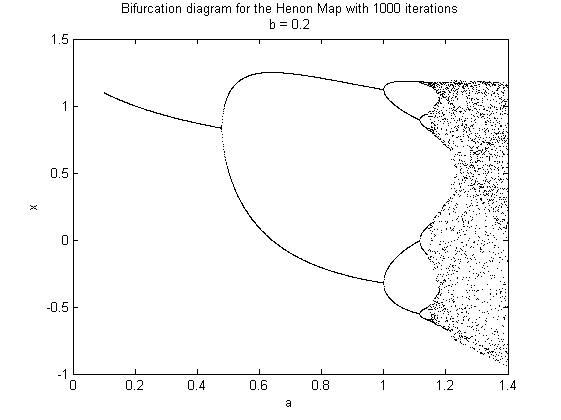 Bifurcation diagram for the Henon Map with 1000 iterations
b = 0.2
1.5
1
0.5
0
-0.5
-1
x
0 0.2 0.4 0.6 0.8 1 1.2 1.4
a